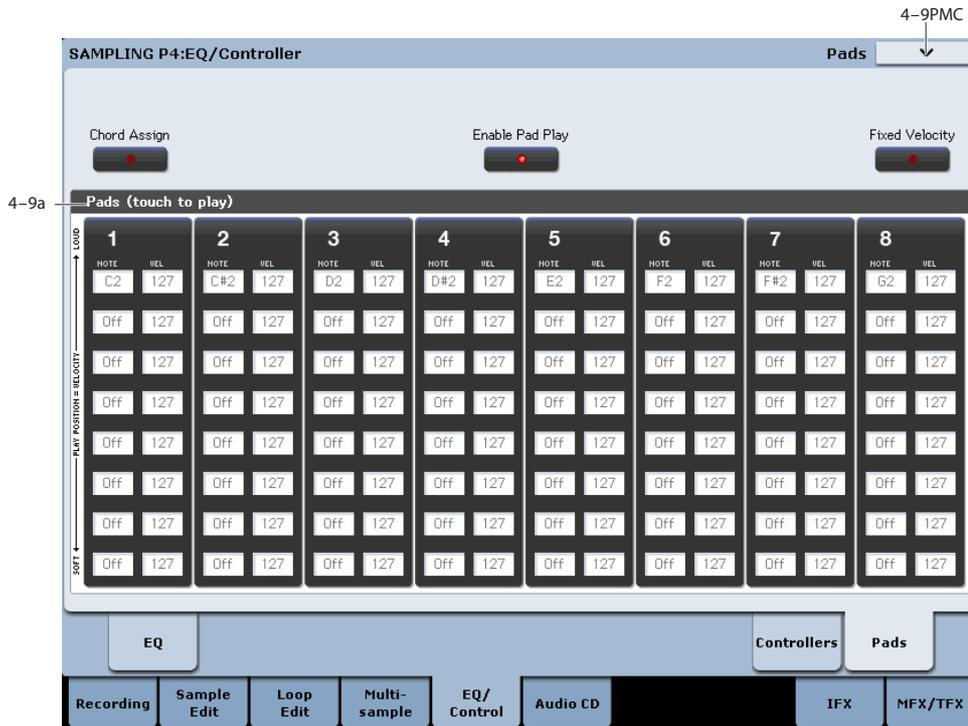 4–9PMC
SAMPLING P4:EQ/Controller Pads
Chord Assign Enable Pad Play Fixed Velocity
4–9a Pads (touch to play)
SOFT PLAY POSITION = VELOCITY LOUD
1 2 3 4 5 6 7 8
NOTE VEL NOTE VEL NOTE VEL NOTE VEL NOTE VEL NOTE VEL NOTE VEL NOTE VEL
C2 127 C#2 127 D2 127 D#2 127 E2 127 F2 127 F#2 127 G2 127
Off 127 Off 127 Off 127 Off 127 Off 127 Off 127 Off 127 Off 127
Off 127 Off 127 Off 127 Off 127 Off 127 Off 127 Off 127 Off 127
Off 127 Off 127 Off 127 Off 127 Off 127 Off 127 Off 127 Off 127
Off 127 Off 127 Off 127 Off 127 Off 127 Off 127 Off 127 Off 127
Off 127 Off 127 Off 127 Off 127 Off 127 Off 127 Off 127 Off 127
Off 127 Off 127 Off 127 Off 127 Off 127 Off 127 Off 127 Off 127
Off 127 Off 127 Off 127 Off 127 Off 127 Off 127 Off 127 Off 127
EQ Controllers Pads
Recording Sample Edit Loop Edit Multi-sample EQ/Control Audio CD IFX MFX/TFX